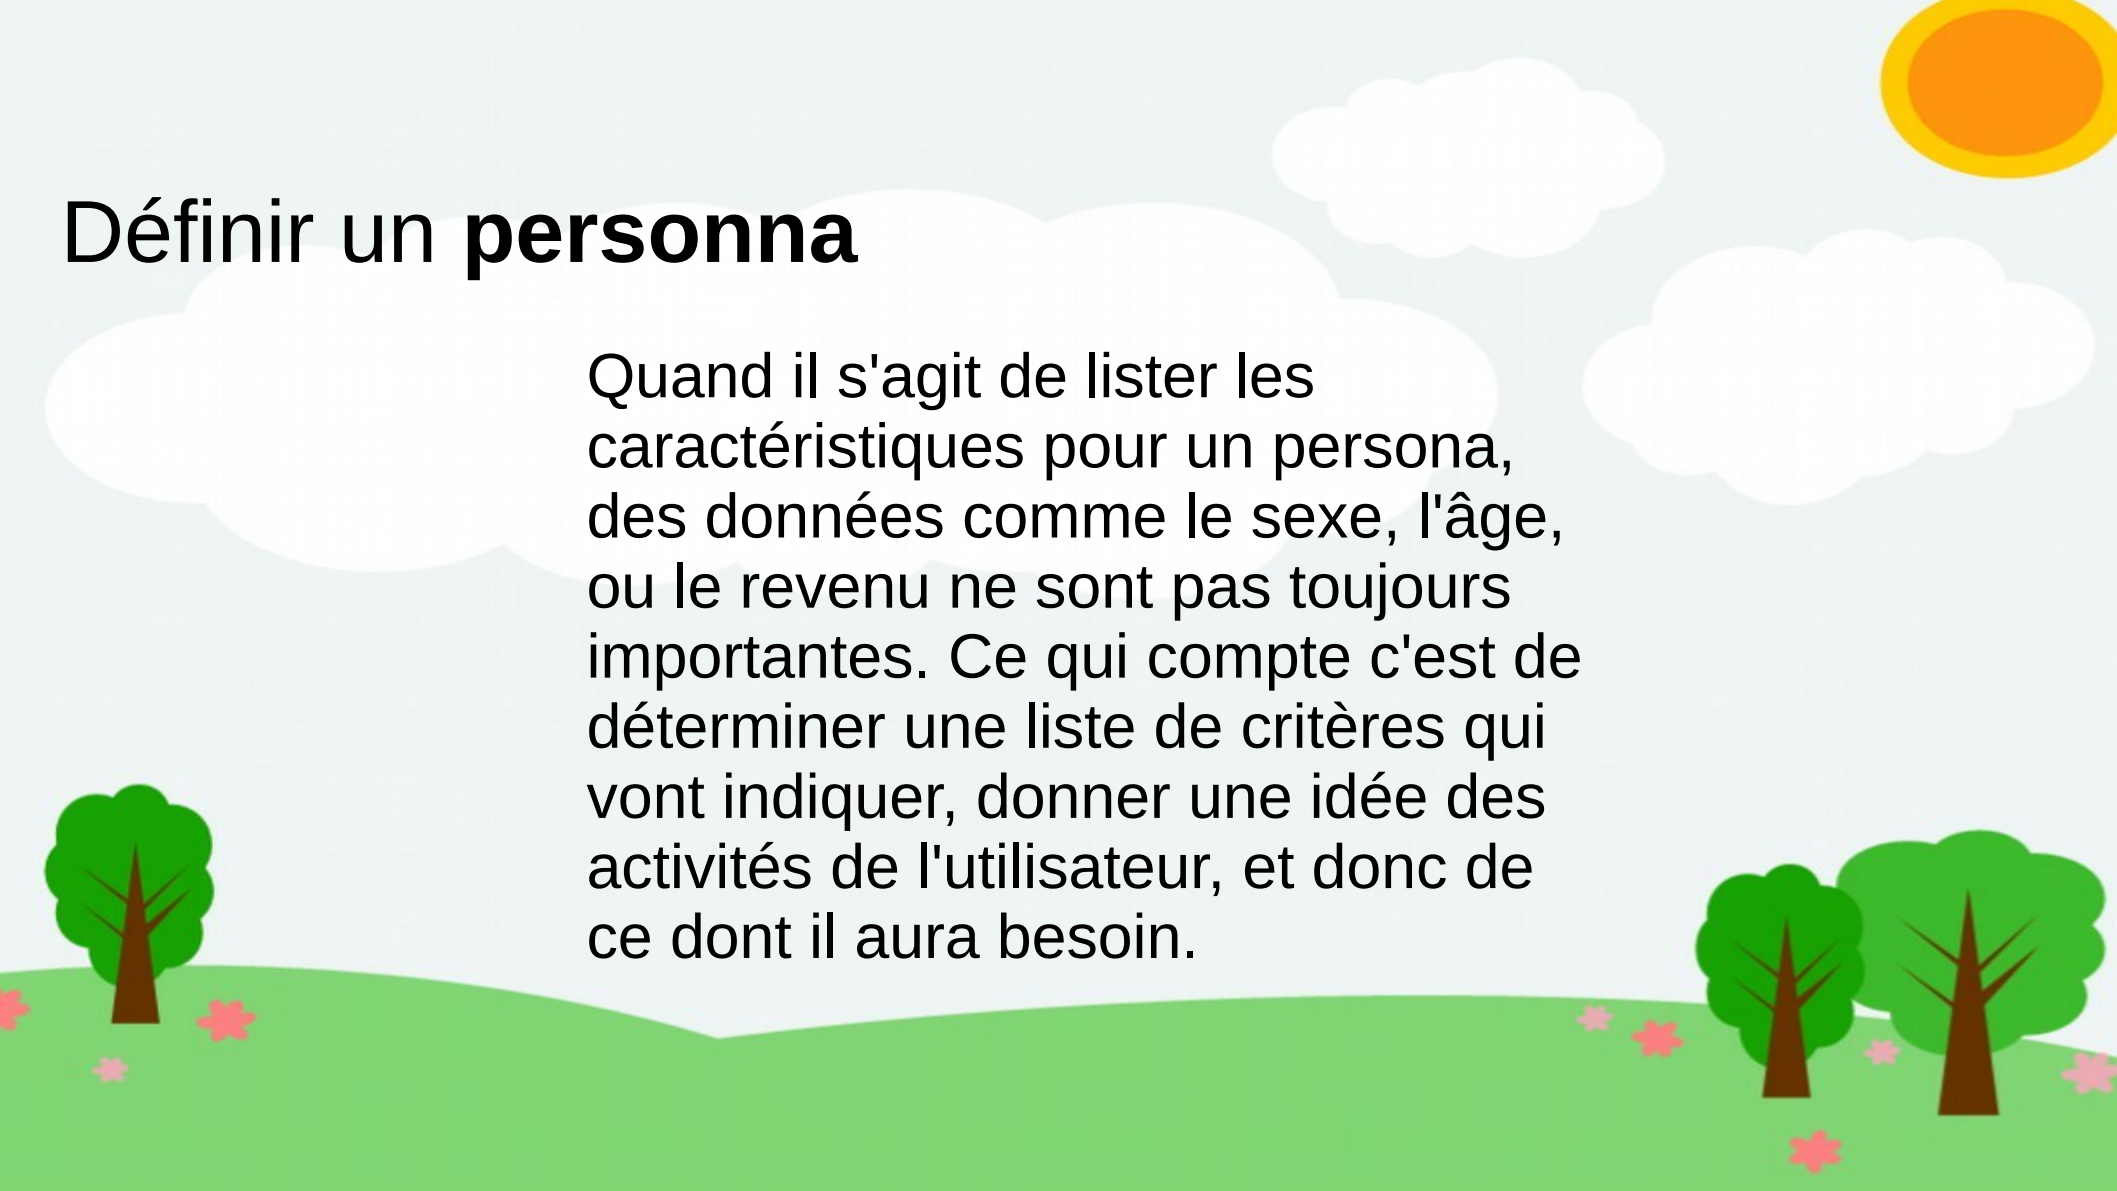 Définir un personna
Quand il s'agit de lister les
caractéristiques pour un persona,
des données comme le sexe, l'âge,
ou le revenu ne sont pas toujours
importantes. Ce qui compte c'est de
déterminer une liste de critères qui
vont indiquer, donner une idée des
activités de l'utilisateur, et donc de
ce dont il aura besoin.